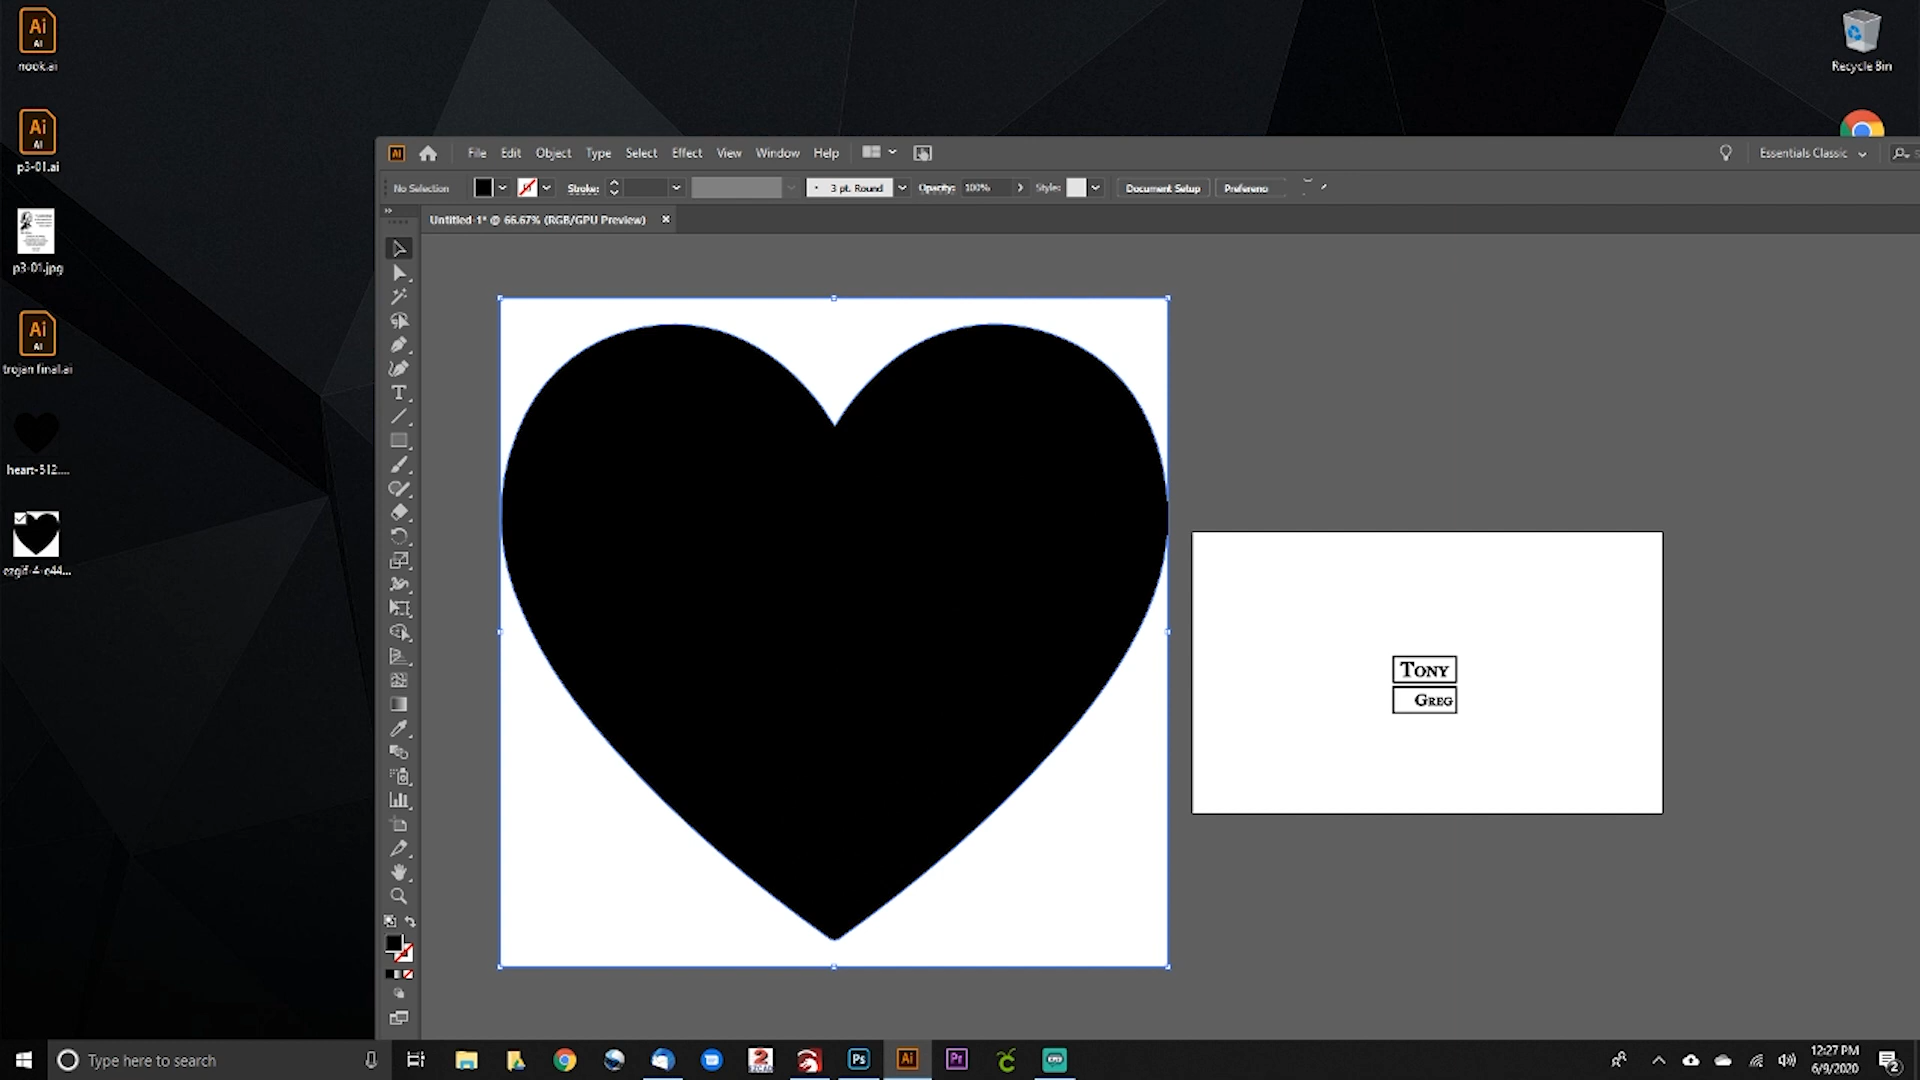 nook.ai
p3-01.ai
p3-01.jpg
trojan final.ai
heart-512....
ezgif-4-e44...
Recycle Bin
File Edit Object Type Select Effect View Window Help
Essentials Classic
No Selection
Stroke:
3 pt. Round
Opacity: 100%
Style:
Document Setup
Preferenc
Untitled-1* @ 66.67% (RGB/GPU Preview)
TONY
GREG
Type here to search
12:27 PM
6/9/2020
2